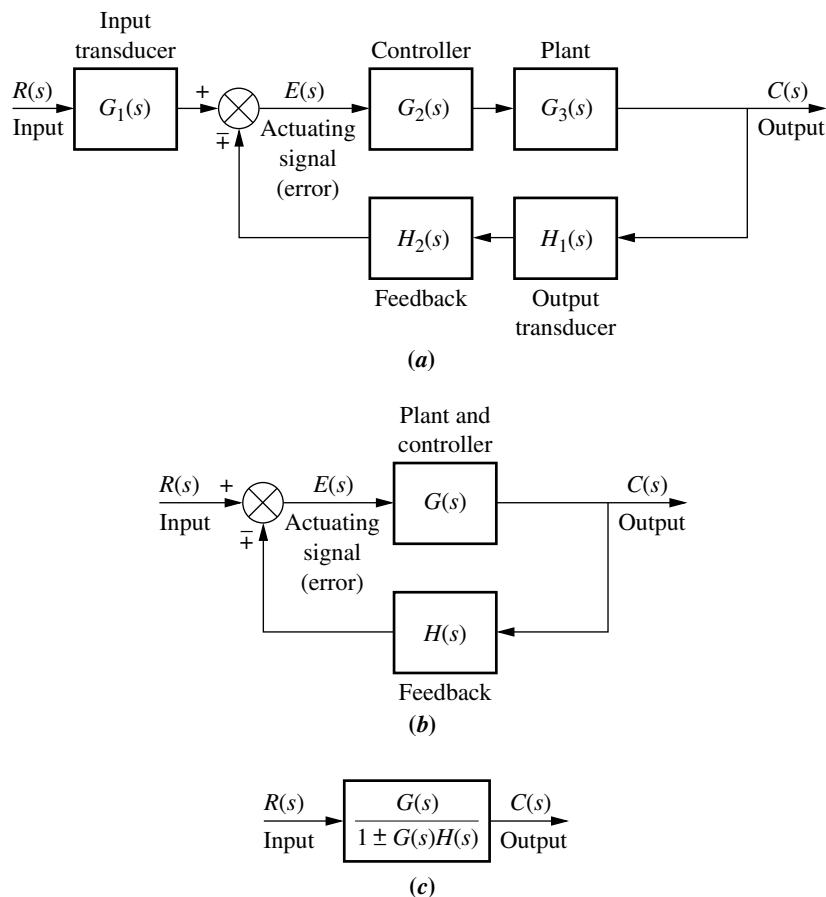 Input
transducer
Controller
Plant
R(s)
Input
G₁(s)
+
∓
E(s)
Actuating
signal
(error)
G₂(s)
G₃(s)
C(s)
Output
H₂(s)
H₁(s)
Feedback
Output
transducer
(a)
Plant and
controller
R(s)
Input
+
∓
E(s)
Actuating
signal
(error)
G(s)
C(s)
Output
H(s)
Feedback
(b)
R(s)
Input
G(s)
1 ± G(s)H(s)
C(s)
Output
(c)